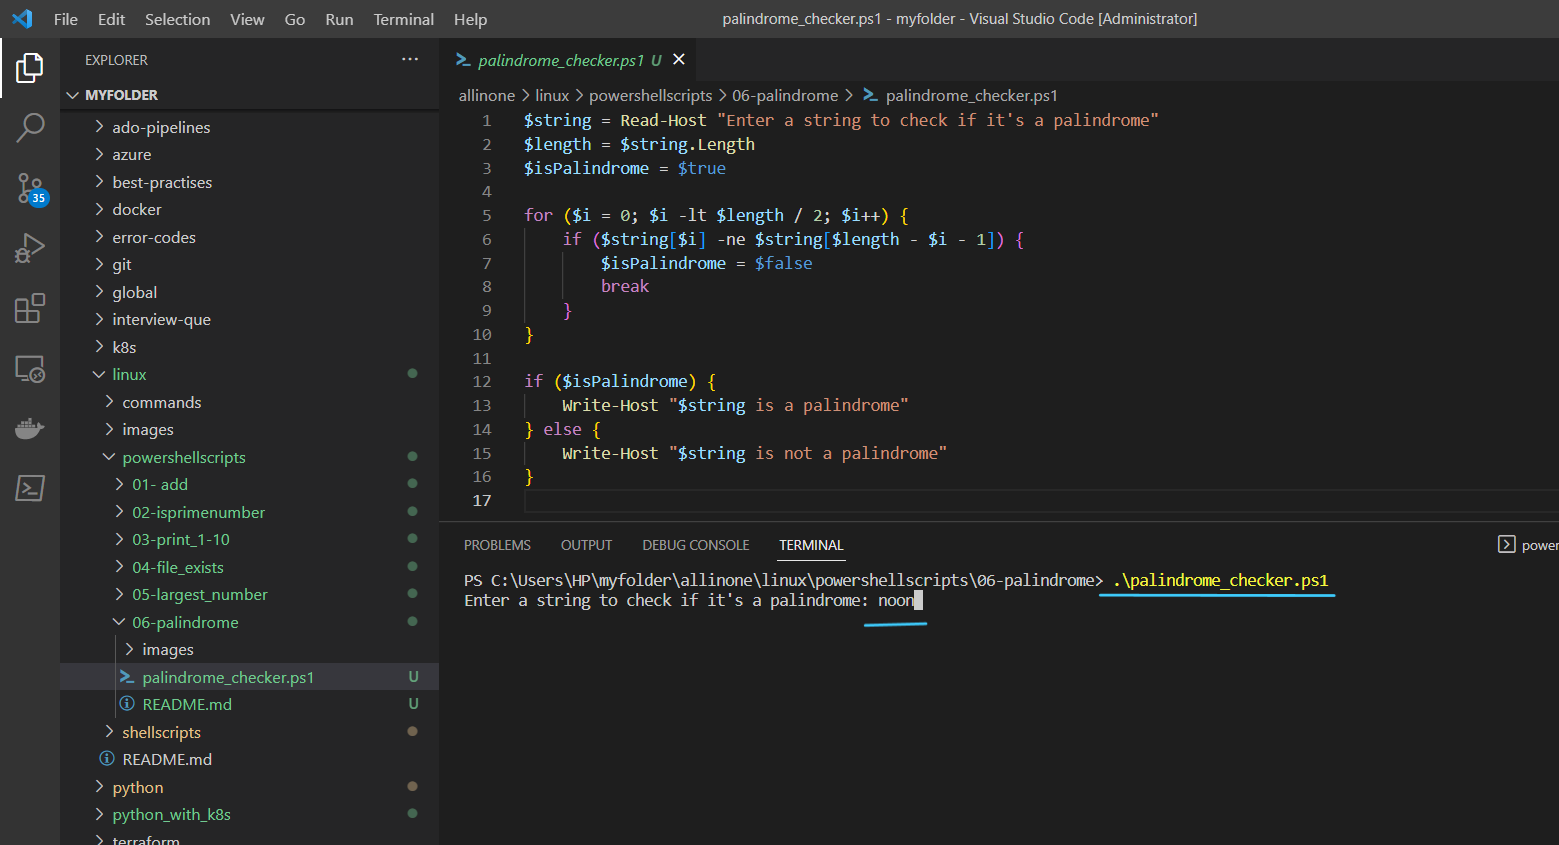 File Edit Selection View Go Run Terminal Help
palindrome_checker.ps1 - myfolder - Visual Studio Code [Administrator]
EXPLORER
MYFOLDER
ado-pipelines
azure
best-practises
docker
error-codes
git
global
interview-que
k8s
linux
commands
images
powershellscripts
01- add
02-isprimenumber
03-print_1-10
04-file_exists
05-largest_number
06-palindrome
images
palindrome_checker.ps1 U
README.md U
shellscripts
README.md
python
python_with_k8s
terraform
35
palindrome_checker.ps1 U
allinone > linux > powershellscripts > 06-palindrome > palindrome_checker.ps1
1 $string = Read-Host "Enter a string to check if it's a palindrome"
2 $length = $string.Length
3 $isPalindrome = $true
4
5 for ($i = 0; $i -lt $length / 2; $i++) {
6 if ($string[$i] -ne $string[$length - $i - 1]) {
7 $isPalindrome = $false
8 break
9 }
10 }
11
12 if ($isPalindrome) {
13 Write-Host "$string is a palindrome"
14 } else {
15 Write-Host "$string is not a palindrome"
16 }
17
PROBLEMS OUTPUT DEBUG CONSOLE TERMINAL
power
PS C:\Users\HP\myfolder\allinone\linux\powershellscripts\06-palindrome> .\palindrome_checker.ps1
Enter a string to check if it's a palindrome: noon